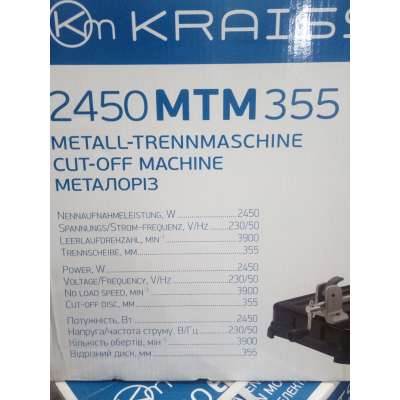 Km KRAISS
2450 MTM 355
METALL-TRENNMASCHINE
CUT-OFF MACHINE
МЕТАЛОРІЗ
NENNAUFNAHMELEISTUNG, W 2450
SPANNUNGS/STROM-FREQUENZ, V/HZ 230/50
LEERLAUFDREHZAHL, MIN⁻¹ 3900
TRENNSCHEIBE, MM 355
POWER, W 2450
VOLTAGE/FREQUENCY, V/HZ 230/50
NO LOAD SPEED, MIN⁻¹ 3900
CUT-OFF DISC, MM 355
ПОТУЖНІСТЬ, ВТ 2450
НАПРУГА/ЧАСТОТА СТРУМУ, В/ГЦ 230/50
КІЛЬКІСТЬ ОБЕРТІВ, МІН⁻¹ 3900
ВІДРІЗНИЙ ДИСК, ММ 355